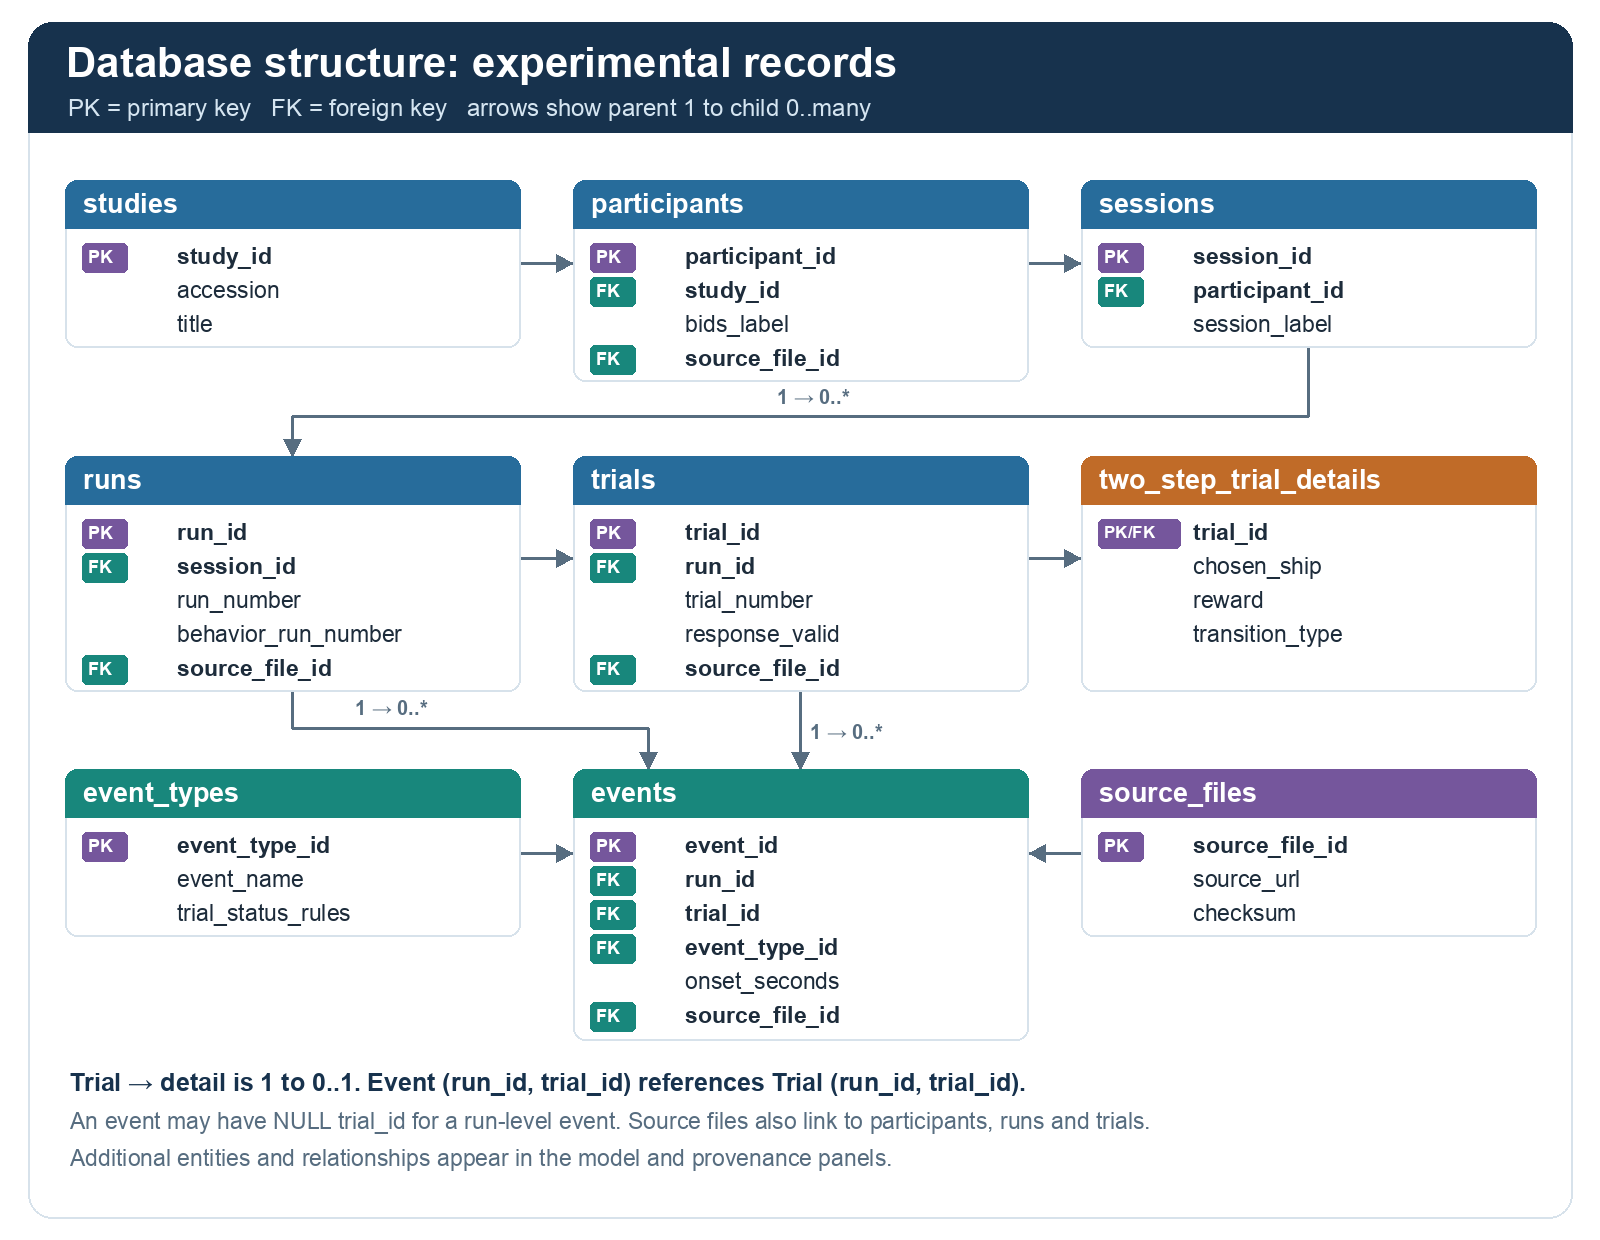 Database structure: experimental records
PK = primary key   FK = foreign key   arrows show parent 1 to child 0..many
studies
PK study_id
accession
title
participants
PK participant_id
FK study_id
bids_label
FK source_file_id
sessions
PK session_id
FK participant_id
session_label
1 → 0..*
runs
PK run_id
FK session_id
run_number
behavior_run_number
FK source_file_id
trials
PK trial_id
FK run_id
trial_number
response_valid
FK source_file_id
two_step_trial_details
PK/FK trial_id
chosen_ship
reward
transition_type
1 → 0..*
1 → 0..*
event_types
PK event_type_id
event_name
trial_status_rules
events
PK event_id
FK run_id
FK trial_id
FK event_type_id
onset_seconds
FK source_file_id
source_files
PK source_file_id
source_url
checksum
Trial → detail is 1 to 0..1. Event (run_id, trial_id) references Trial (run_id, trial_id).
An event may have NULL trial_id for a run-level event. Source files also link to participants, runs and trials.
Additional entities and relationships appear in the model and provenance panels.